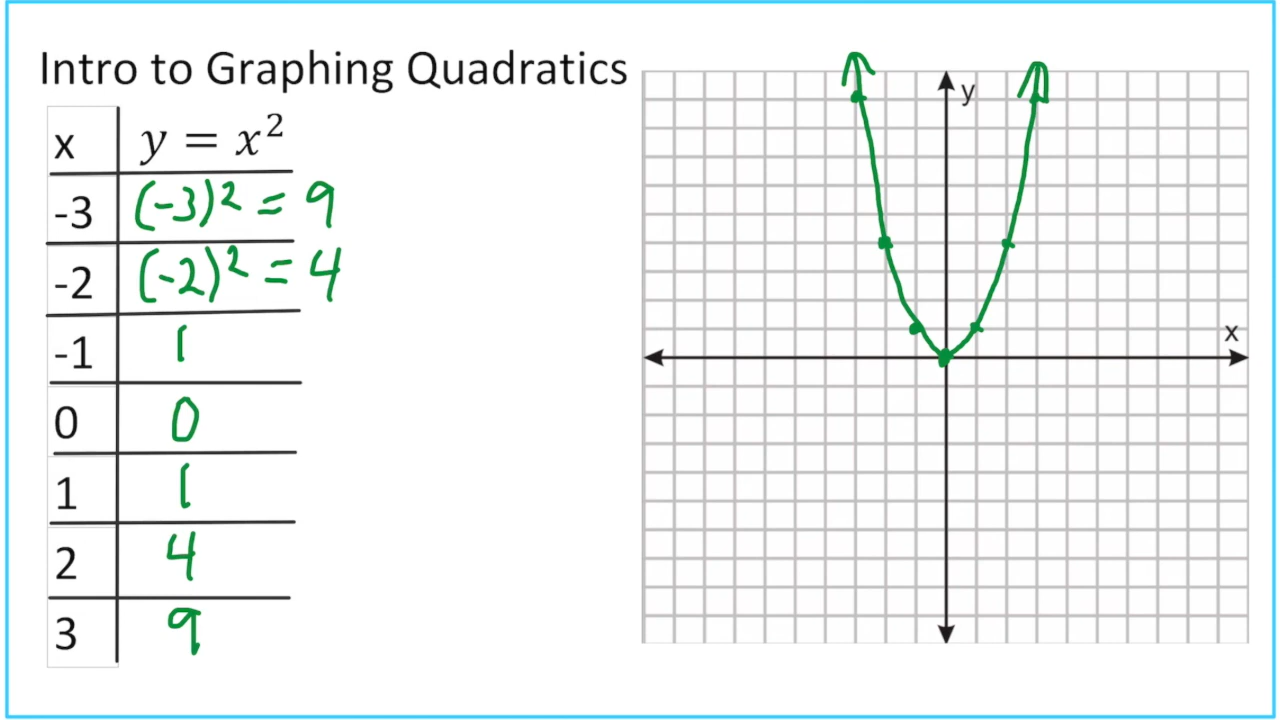 Intro to Graphing Quadratics
x y = x²
-3 (-3)² = 9
-2 (-2)² = 4
-1 1
0 0
1 1
2 4
3 9
y
x